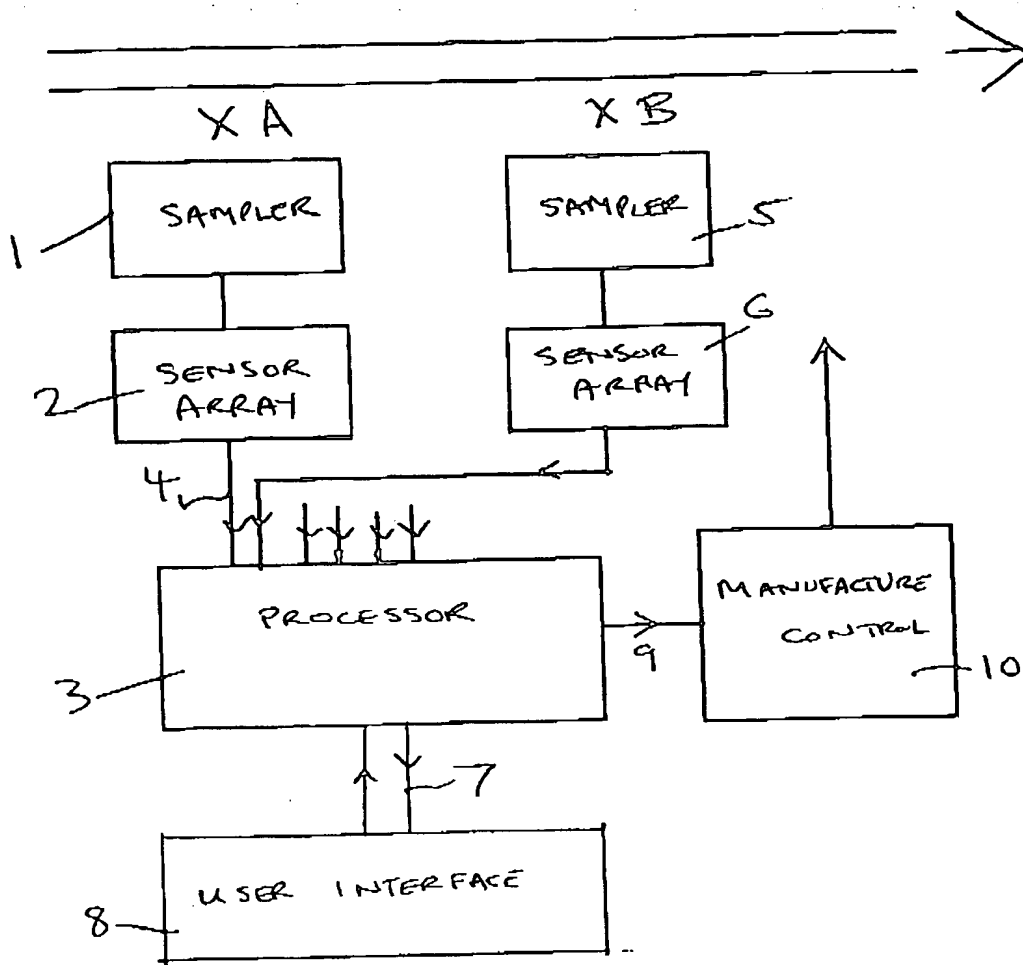 X A
X B
SAMPLER
SAMPLER
1
5
SENSOR
ARRAY
2
SENSOR
ARRAY
6
4
PROCESSOR
3
9
MANUFACTURE
CONTROL
10
7
USER INTERFACE
8